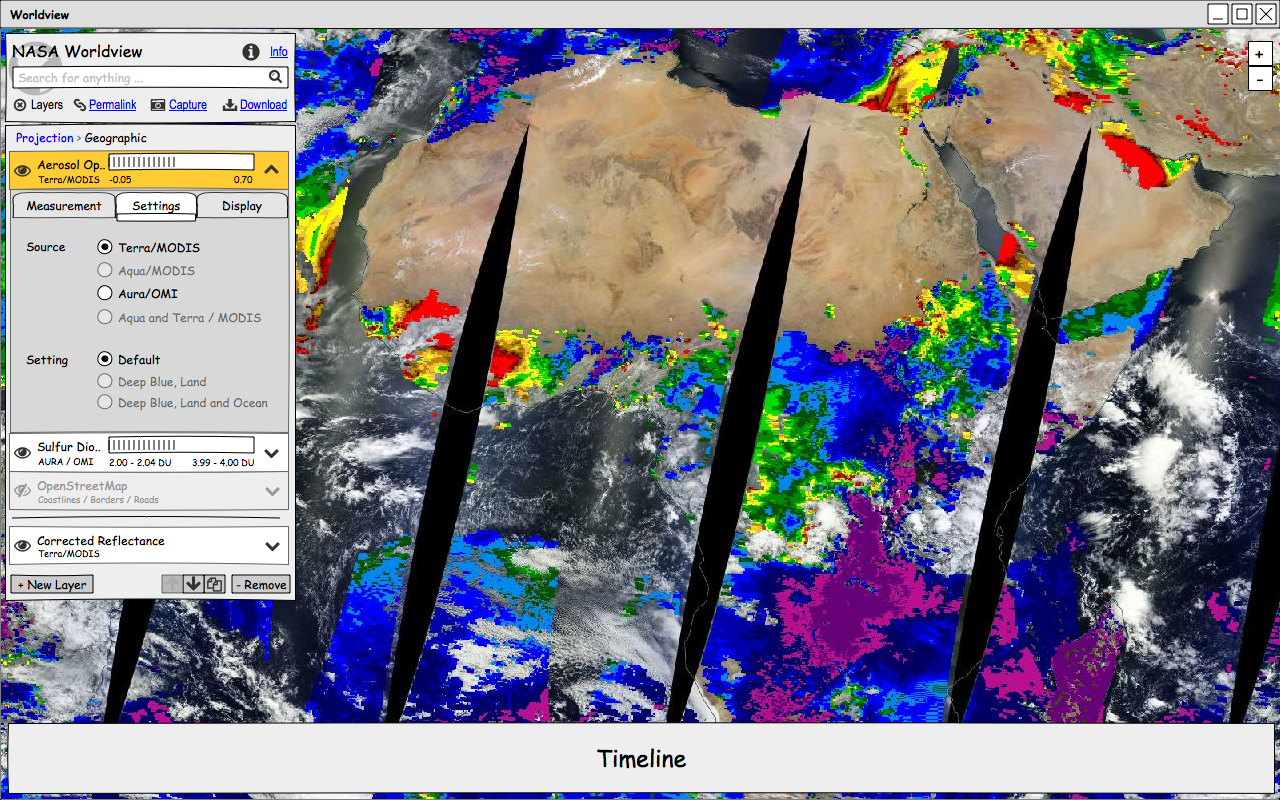 Worldview
NASA Worldview
Info
Search for anything ...
Layers Permalink Capture Download
Projection > Geographic
Aerosol Op..
Terra/MODIS -0.05 0.70
Measurement Settings Display
Source Terra/MODIS
Aqua/MODIS
Aura/OMI
Aqua and Terra / MODIS
Setting Default
Deep Blue, Land
Deep Blue, Land and Ocean
Sulfur Dio..
AURA / OMI 2.00 - 2.04 DU 3.99 - 4.00 DU
OpenStreetMap
Coastlines / Borders / Roads
Corrected Reflectance
Terra/MODIS
+ New Layer - Remove
+
-
Timeline